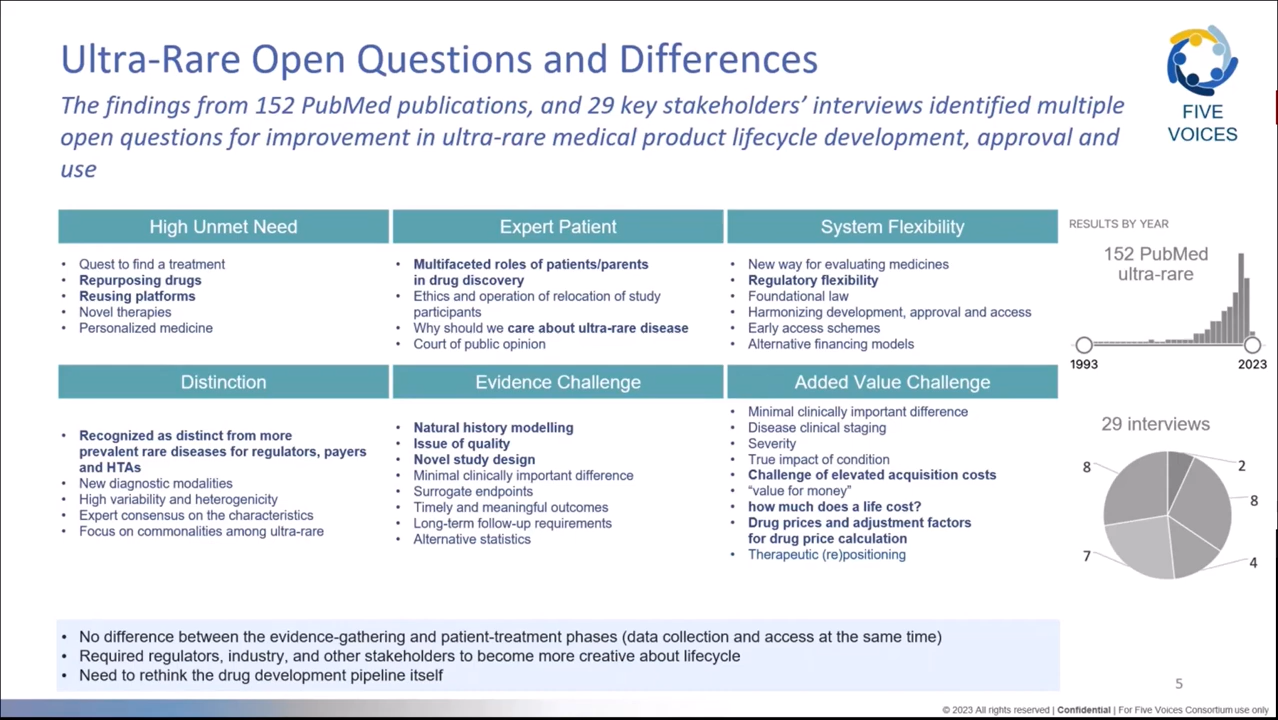 Ultra-Rare Open Questions and Differences
The findings from 152 PubMed publications, and 29 key stakeholders' interviews identified multiple
open questions for improvement in ultra-rare medical product lifecycle development, approval and
use
FIVE
VOICES
High Unmet Need
• Quest to find a treatment
• Repurposing drugs
• Reusing platforms
• Novel therapies
• Personalized medicine
Expert Patient
• Multifaceted roles of patients/parents
in drug discovery
• Ethics and operation of relocation of study
participants
• Why should we care about ultra-rare disease
• Court of public opinion
System Flexibility
• New way for evaluating medicines
• Regulatory flexibility
• Foundational law
• Harmonizing development, approval and access
• Early access schemes
• Alternative financing models
Distinction
• Recognized as distinct from more
prevalent rare diseases for regulators, payers
and HTAs
• New diagnostic modalities
• High variability and heterogenicity
• Expert consensus on the characteristics
• Focus on commonalities among ultra-rare
Evidence Challenge
• Natural history modelling
• Issue of quality
• Novel study design
• Minimal clinically important difference
• Surrogate endpoints
• Timely and meaningful outcomes
• Long-term follow-up requirements
• Alternative statistics
Added Value Challenge
• Minimal clinically important difference
• Disease clinical staging
• Severity
• True impact of condition
• Challenge of elevated acquisition costs
• "value for money"
• how much does a life cost?
• Drug prices and adjustment factors
for drug price calculation
• Therapeutic (re)positioning
RESULTS BY YEAR
152 PubMed
ultra-rare
1993
2023
29 interviews
8
2
8
7
4
• No difference between the evidence-gathering and patient-treatment phases (data collection and access at the same time)
• Required regulators, industry, and other stakeholders to become more creative about lifecycle
• Need to rethink the drug development pipeline itself
5
© 2023 All rights reserved | Confidential | For Five Voices Consortium use only